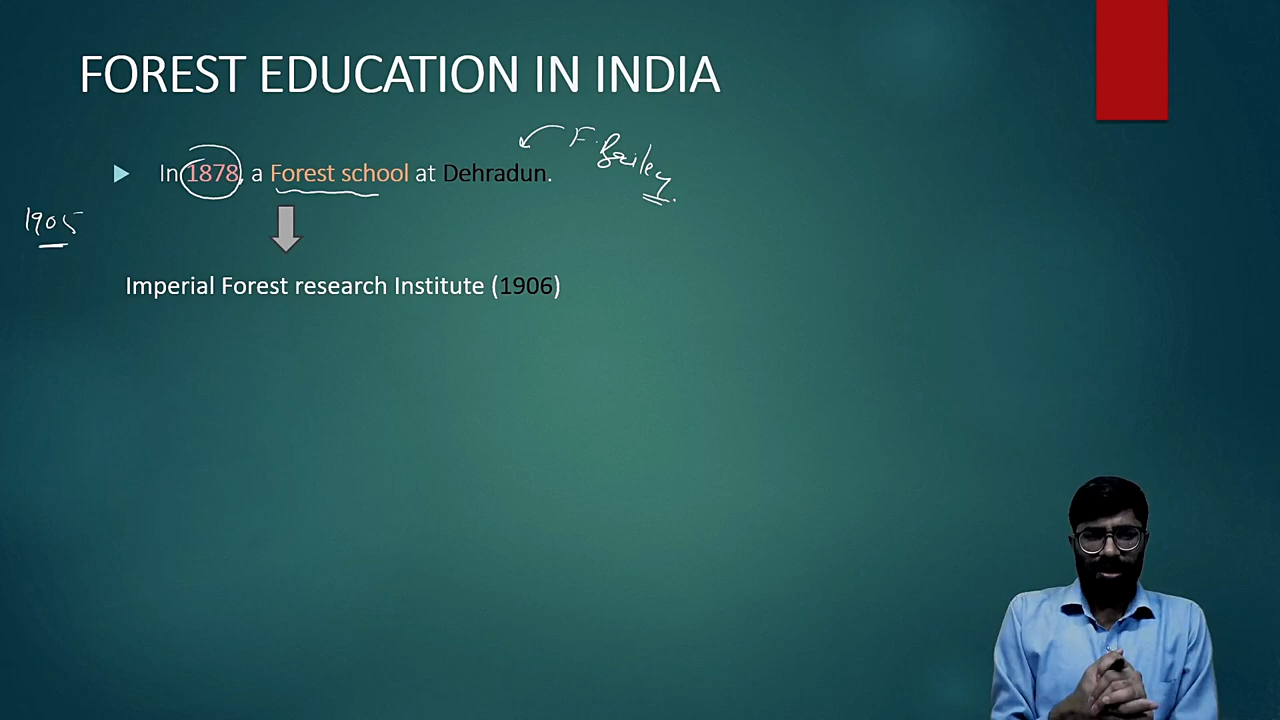 FOREST EDUCATION IN INDIA
F. Bailey.
In 1878, a Forest school at Dehradun.
1905
Imperial Forest research Institute (1906)